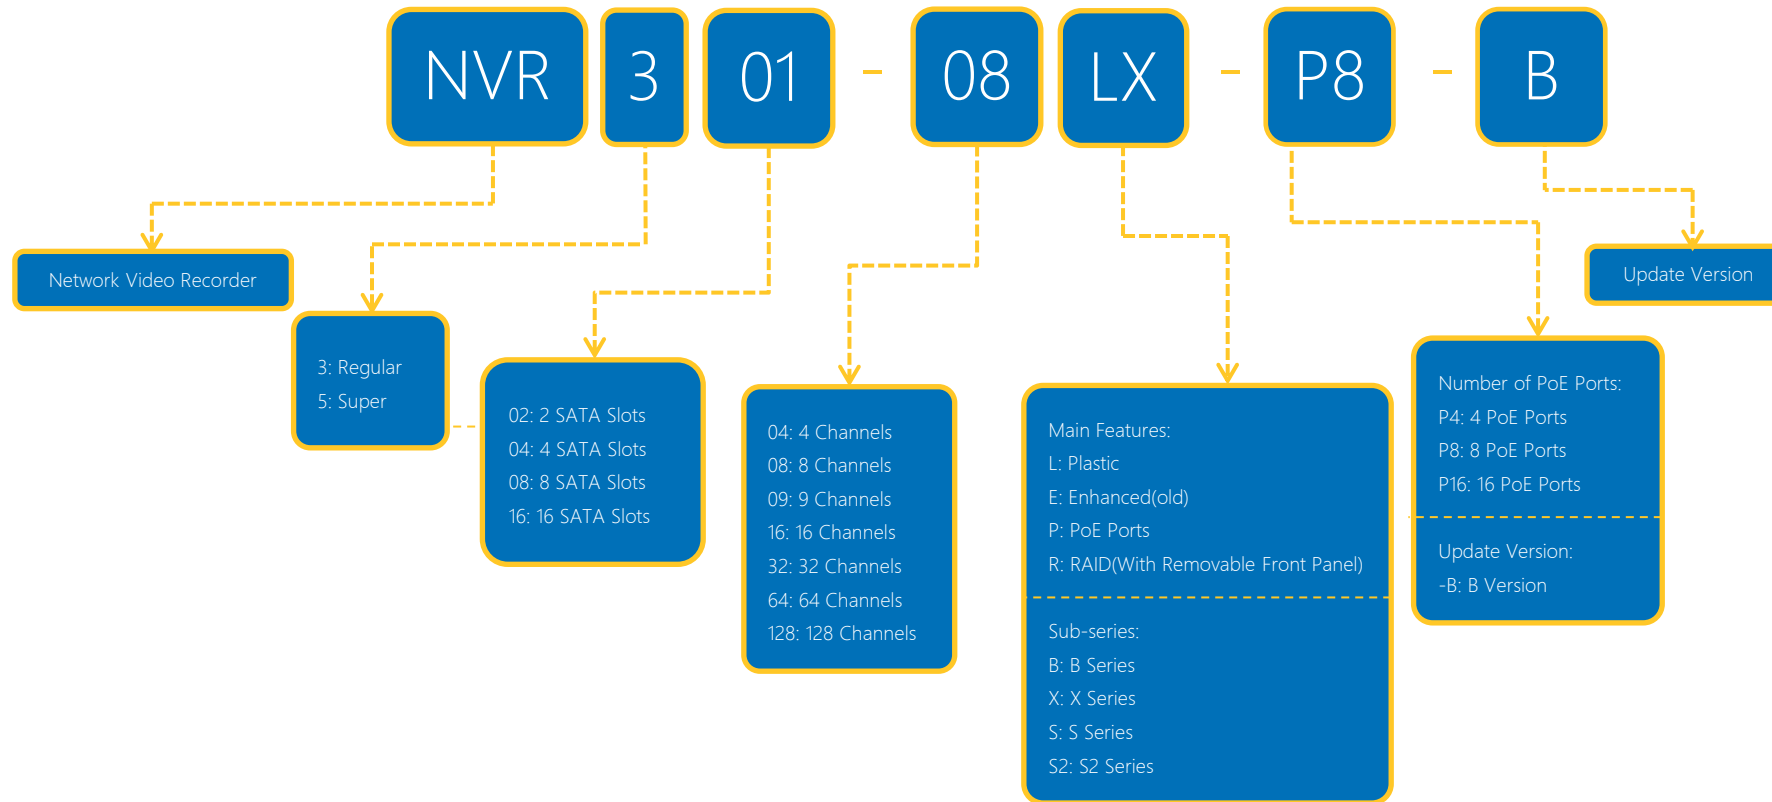 NVR 3 01 - 08 LX - P8 - B
Network Video Recorder
3: Regular
5: Super
02: 2 SATA Slots
04: 4 SATA Slots
08: 8 SATA Slots
16: 16 SATA Slots
04: 4 Channels
08: 8 Channels
09: 9 Channels
16: 16 Channels
32: 32 Channels
64: 64 Channels
128: 128 Channels
Main Features:
L: Plastic
E: Enhanced(old)
P: PoE Ports
R: RAID(With Removable Front Panel)
Sub-series:
B: B Series
X: X Series
S: S Series
S2: S2 Series
Number of PoE Ports:
P4: 4 PoE Ports
P8: 8 PoE Ports
P16: 16 PoE Ports
Update Version:
-B: B Version
Update Version